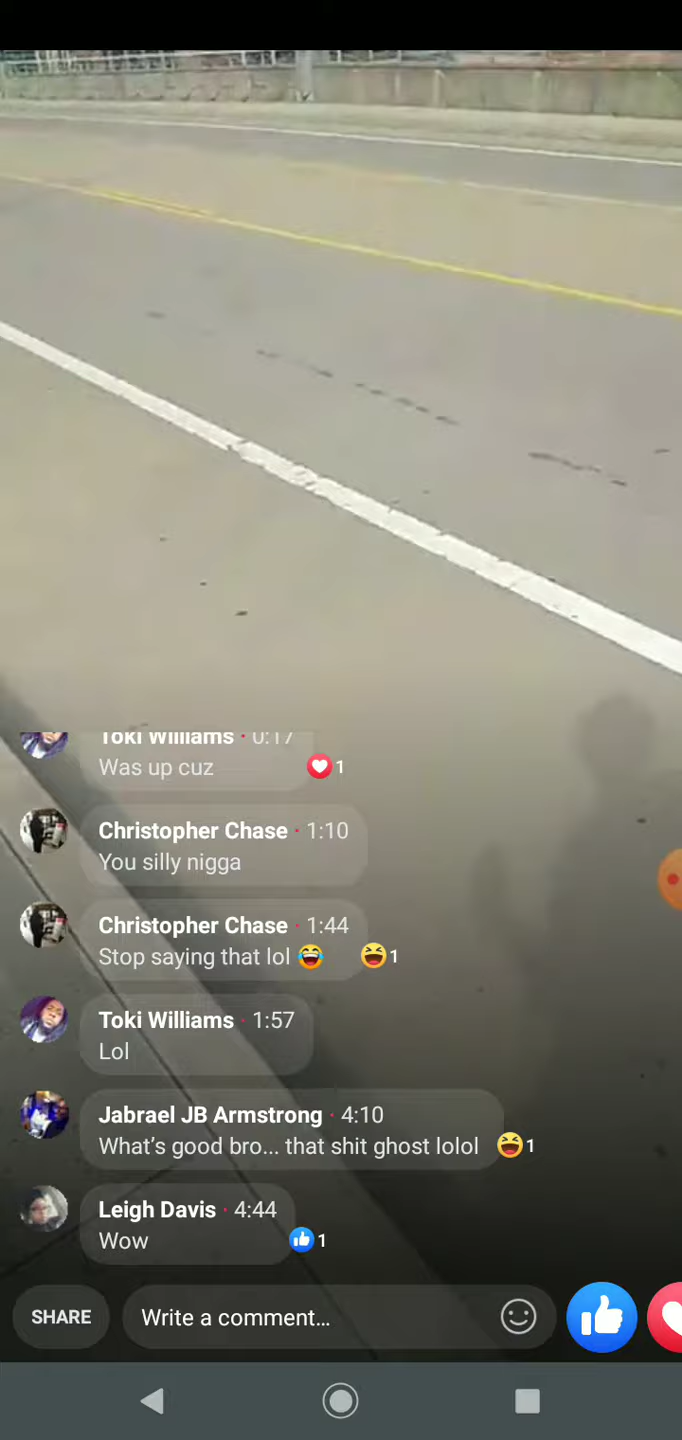 Toki Williams · 0:17
Was up cuz
1
Christopher Chase · 1:10
You silly nigga
Christopher Chase · 1:44
Stop saying that lol 😂
1
Toki Williams · 1:57
Lol
Jabrael JB Armstrong · 4:10
What's good bro... that shit ghost lolol
1
Leigh Davis · 4:44
Wow
1
SHARE
Write a comment...